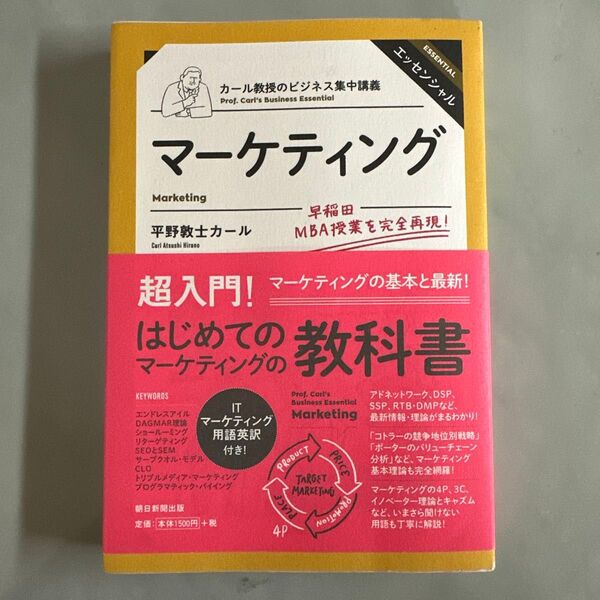 ESSENTIAL
エッセンシャル
カール教授のビジネス集中講義
Prof. Carl's Business Essential
マーケティング
Marketing
平野敦士カール
Carl Atsushi Hirano
早稲田
MBA授業を完全再現!
超入門!
マーケティングの基本と最新!
はじめての
マーケティングの
教科書
KEYWORDS
エンドレスアイル
DAGMAR理論
ショールーミング
リターゲティング
SEOとSEM
サーブクオル・モデル
CLO
トリプルメディア・マーケティング
プログラマティック・バイイング
IT
マーケティング
用語英訳
付き!
Prof. Carl's
Business Essential
Marketing
PRODUCT
PRICE
PROMOTION
PLACE
TARGET
MARKETING
4P
アドネットワーク、DSP、
SSP、RTB・DMPなど、
最新情報・理論がまるわかり!
「コトラーの競争地位別戦略」
「ポーターのバリューチェーン
分析」など、マーケティング
基本理論も完全網羅!
マーケティングの4P、3C、
イノベーター理論とキャズム
など、いまさら聞けない
用語も丁寧に解説!
朝日新聞出版
定価:本体1500円+税